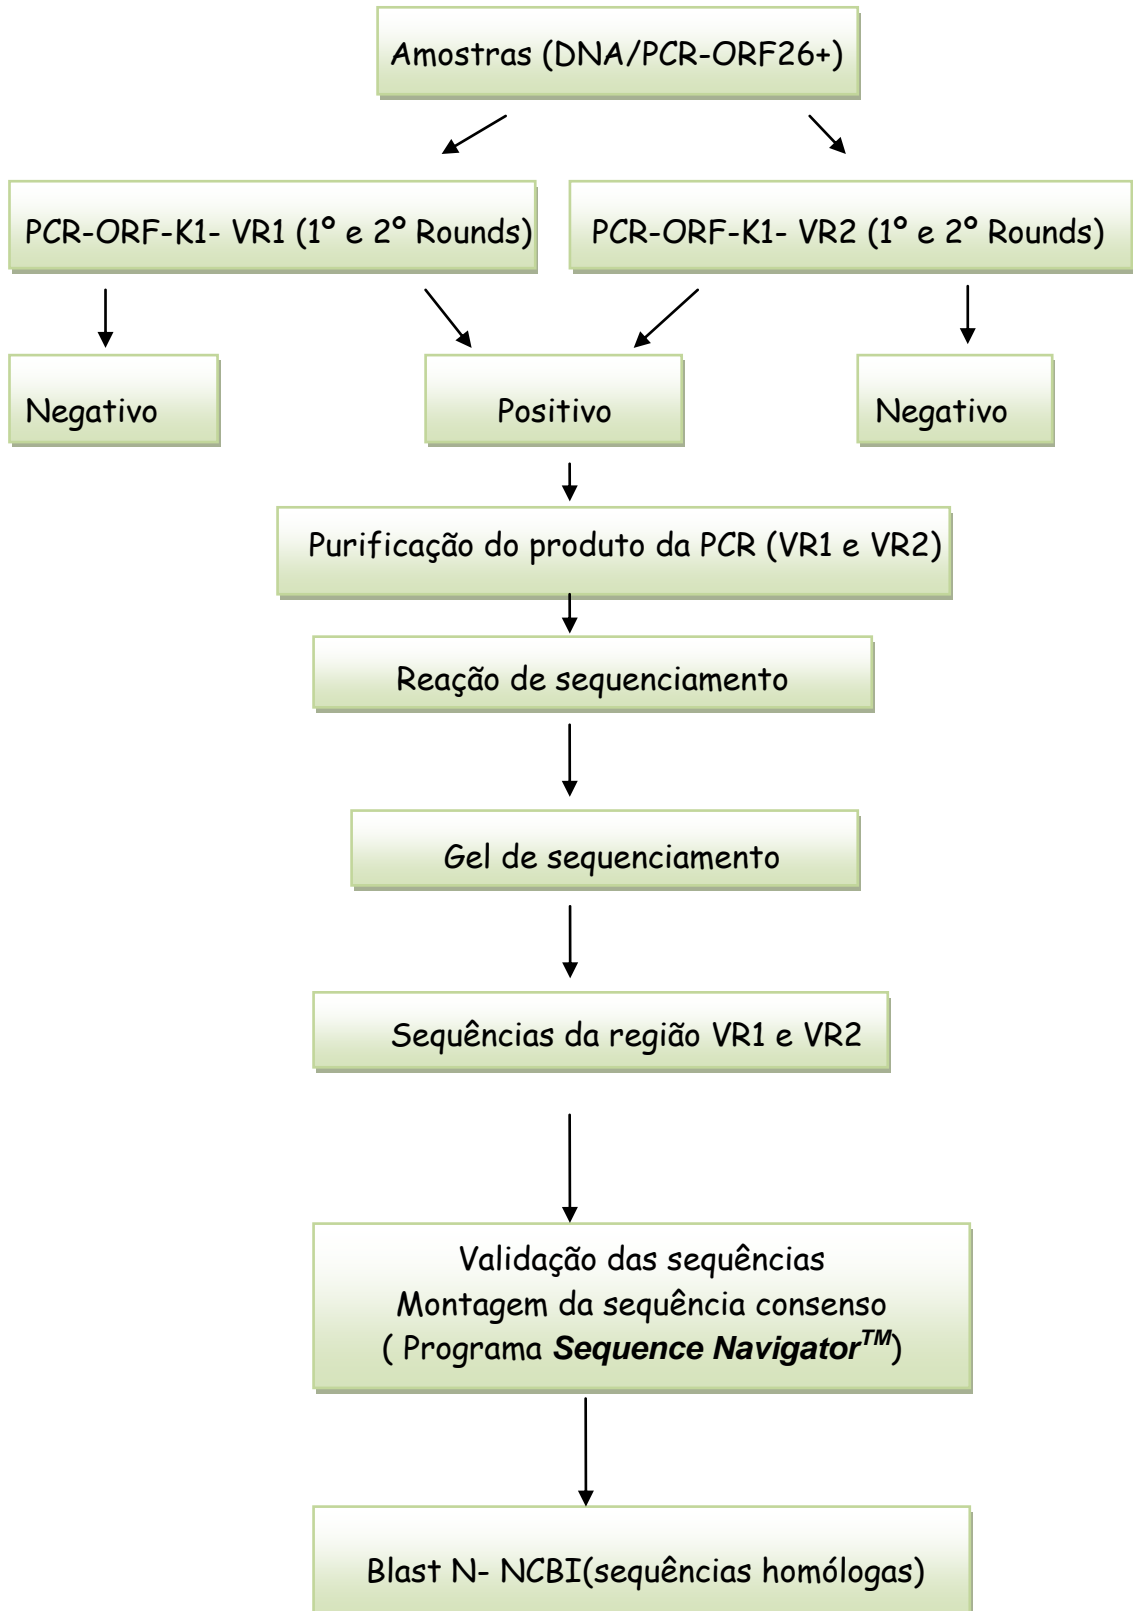 Amostras (DNA/PCR-ORF26+)
PCR-ORF-K1- VR1 (1º e 2º Rounds)
PCR-ORF-K1- VR2 (1º e 2º Rounds)
Negativo
Positivo
Negativo
Purificação do produto da PCR (VR1 e VR2)
Reação de sequenciamento
Gel de sequenciamento
Sequências da região VR1 e VR2
Validação das sequências
Montagem da sequência consenso
( Programa Sequence Navigator™)
Blast N- NCBI(sequências homólogas)